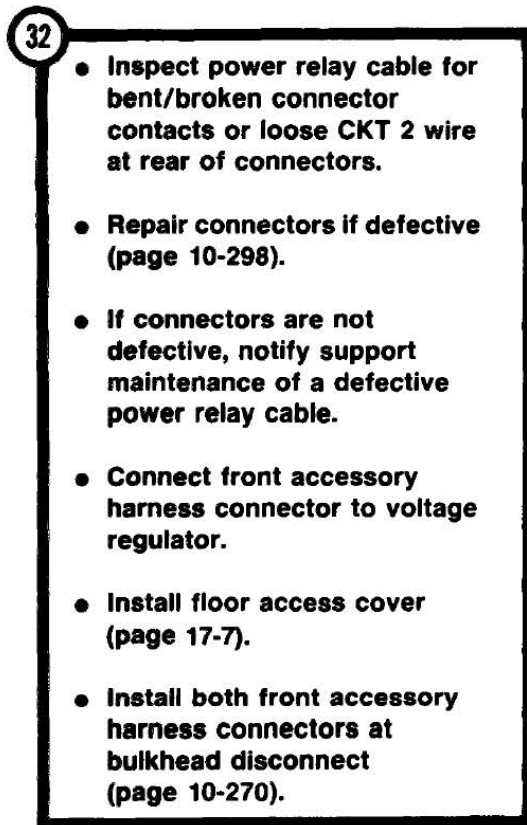 32
• Inspect power relay cable for
bent/broken connector
contacts or loose CKT 2 wire
at rear of connectors.
• Repair connectors if defective
(page 10-298).
• If connectors are not
defective, notify support
maintenance of a defective
power relay cable.
• Connect front accessory
harness connector to voltage
regulator.
• Install floor access cover
(page 17-7).
• Install both front accessory
harness connectors at
bulkhead disconnect
(page 10-270).